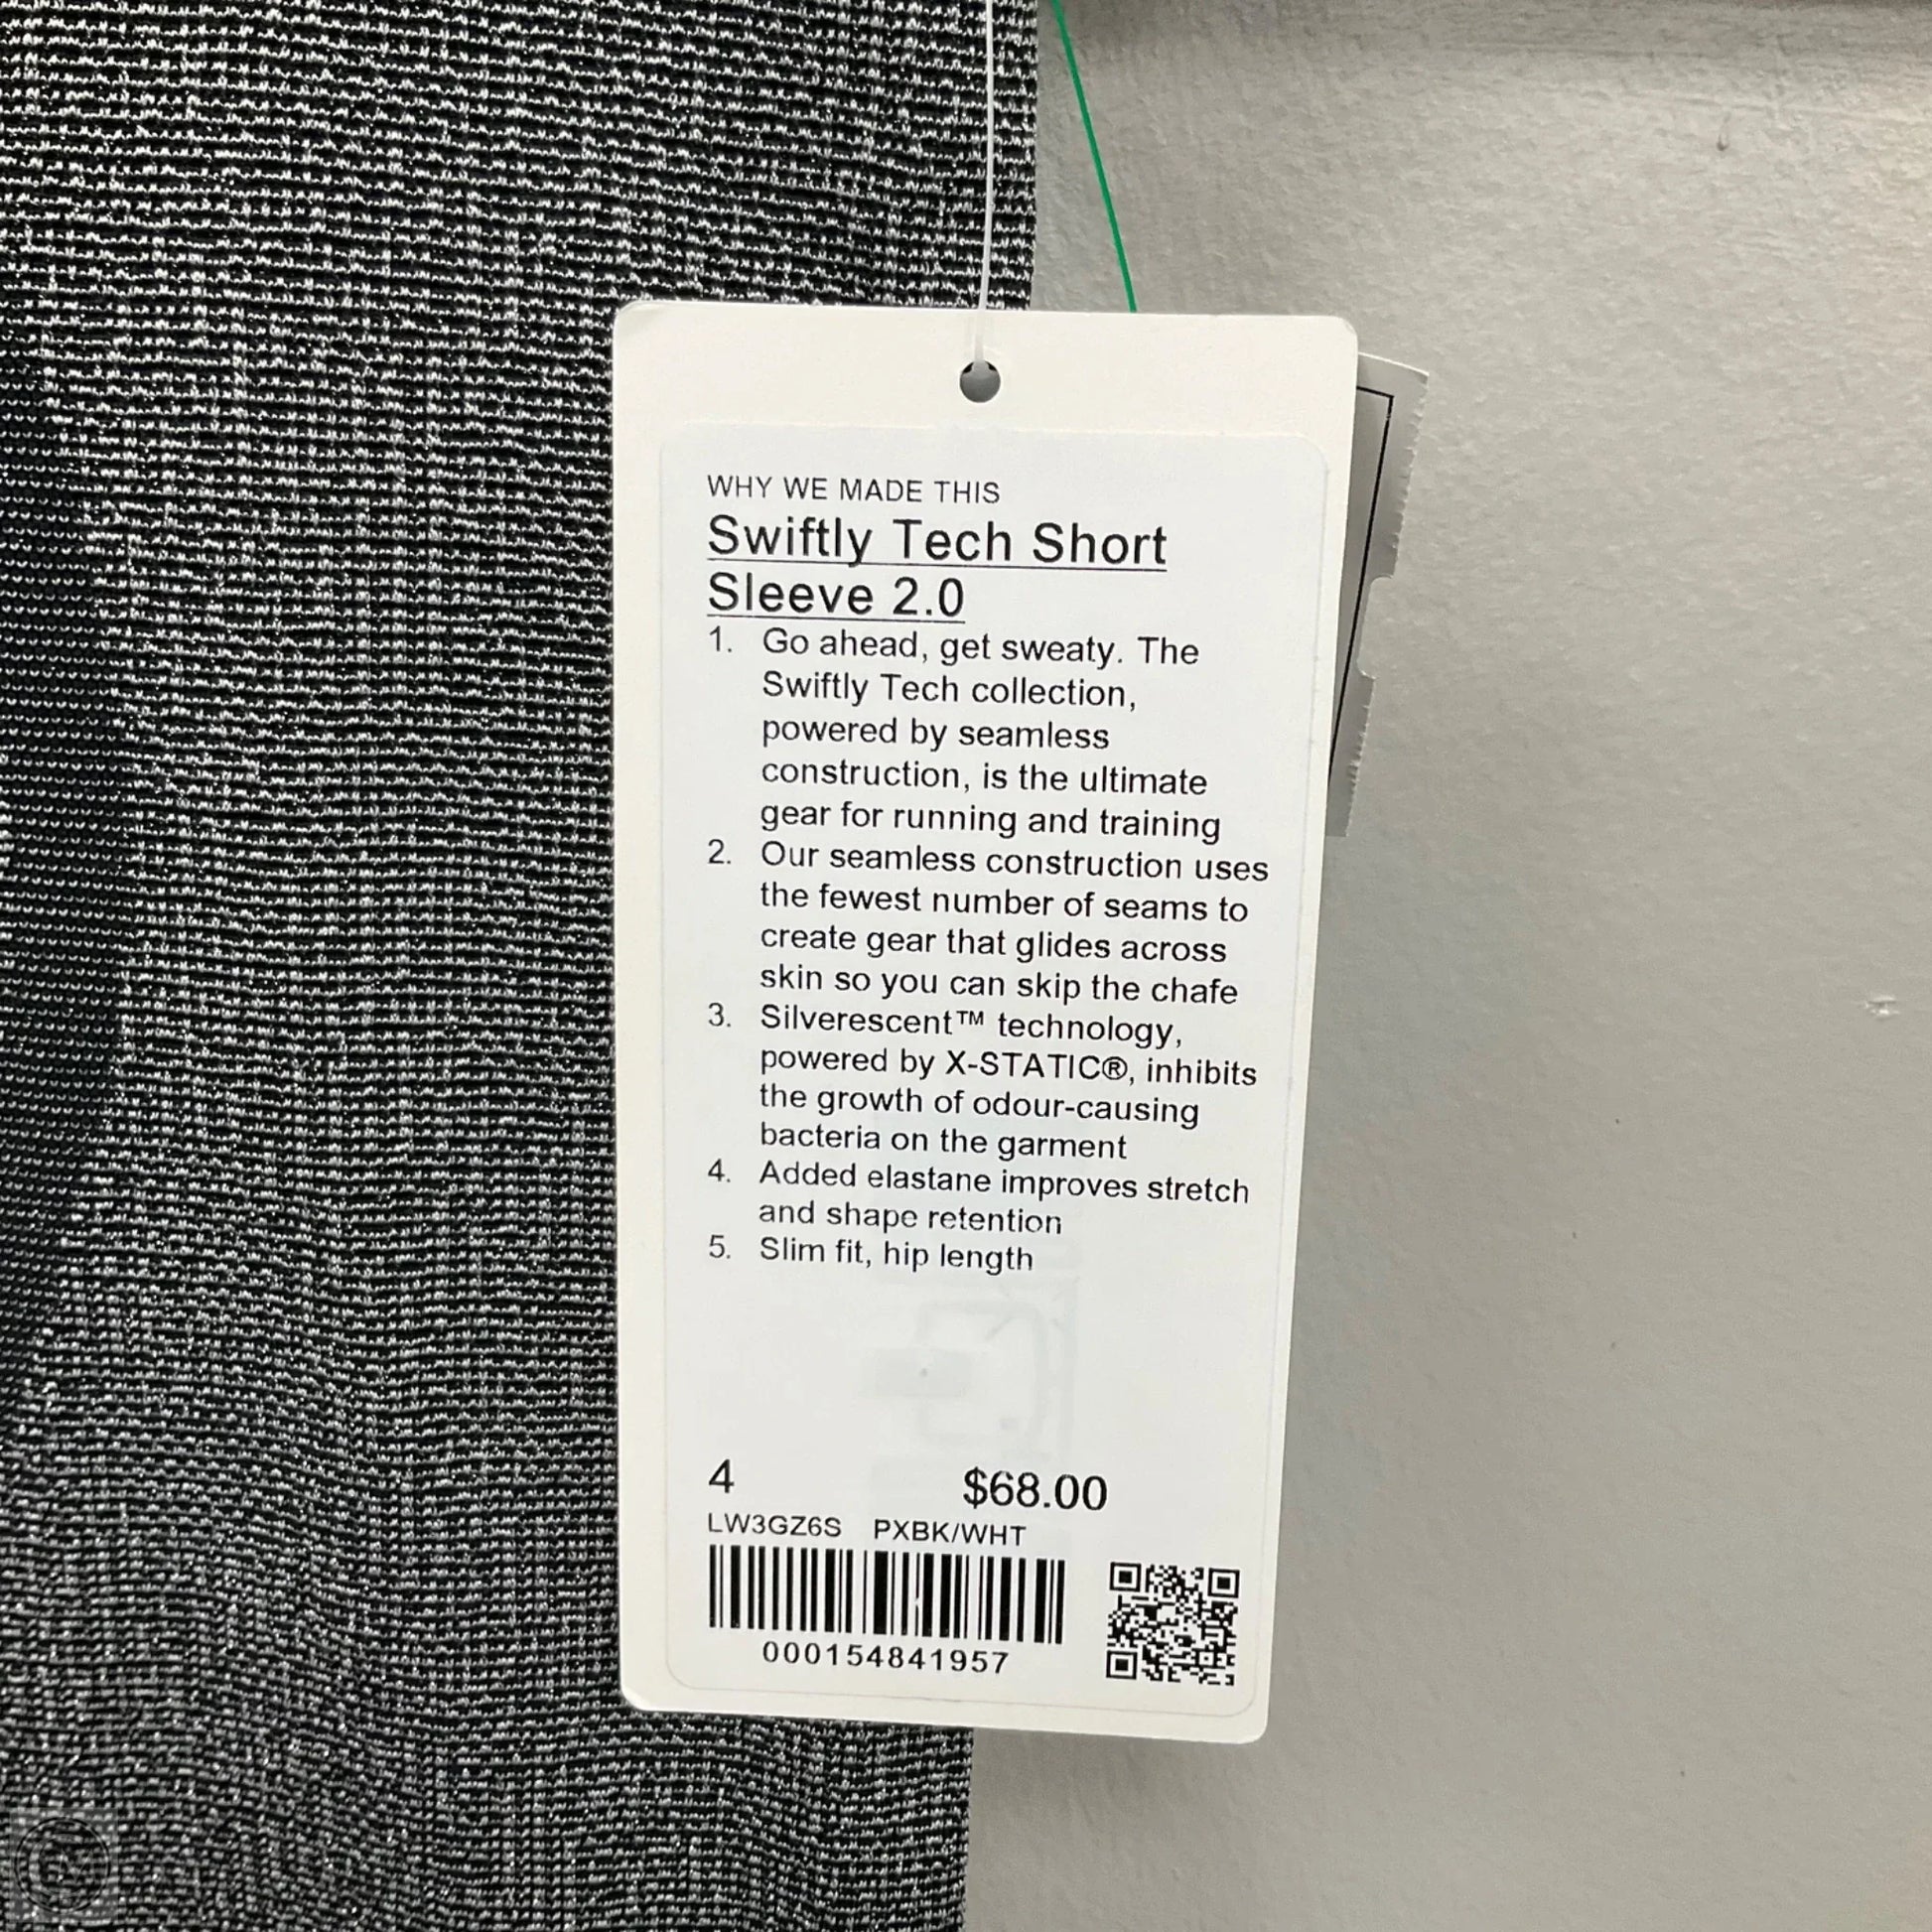 WHY WE MADE THIS
Swiftly Tech Short
Sleeve 2.0
1. Go ahead, get sweaty. The
Swiftly Tech collection,
powered by seamless
construction, is the ultimate
gear for running and training
2. Our seamless construction uses
the fewest number of seams to
create gear that glides across
skin so you can skip the chafe
3. Silverescent™ technology,
powered by X-STATIC®, inhibits
the growth of odour-causing
bacteria on the garment
4. Added elastane improves stretch
and shape retention
5. Slim fit, hip length
4 $68.00
LW3GZ6S PXBK/WHT
000154841957